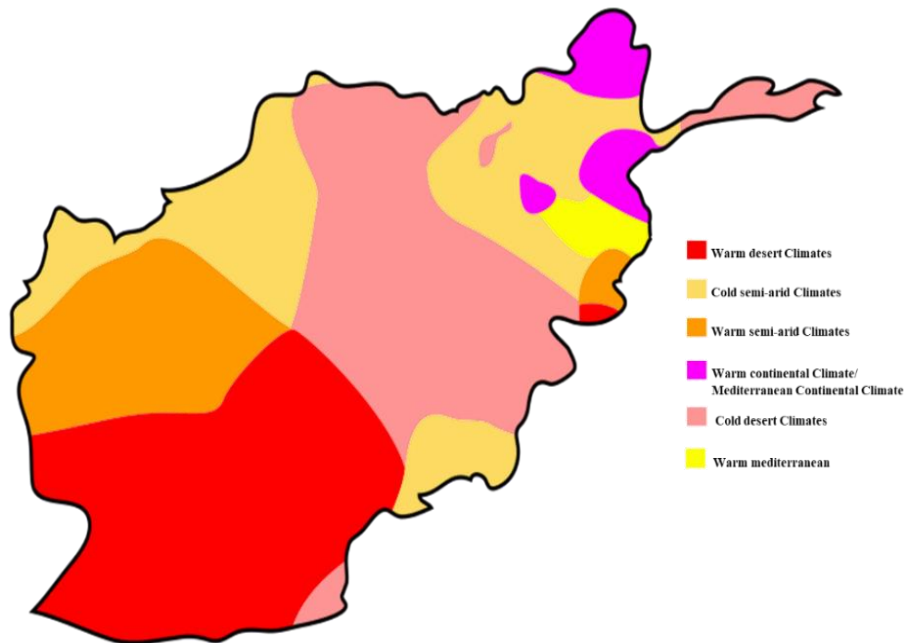 Warm desert Climates
Cold semi-arid Climates
Warm semi-arid Climates
Warm continental Climate/
Mediterranean Continental Climate
Cold desert Climates
Warm mediterranean